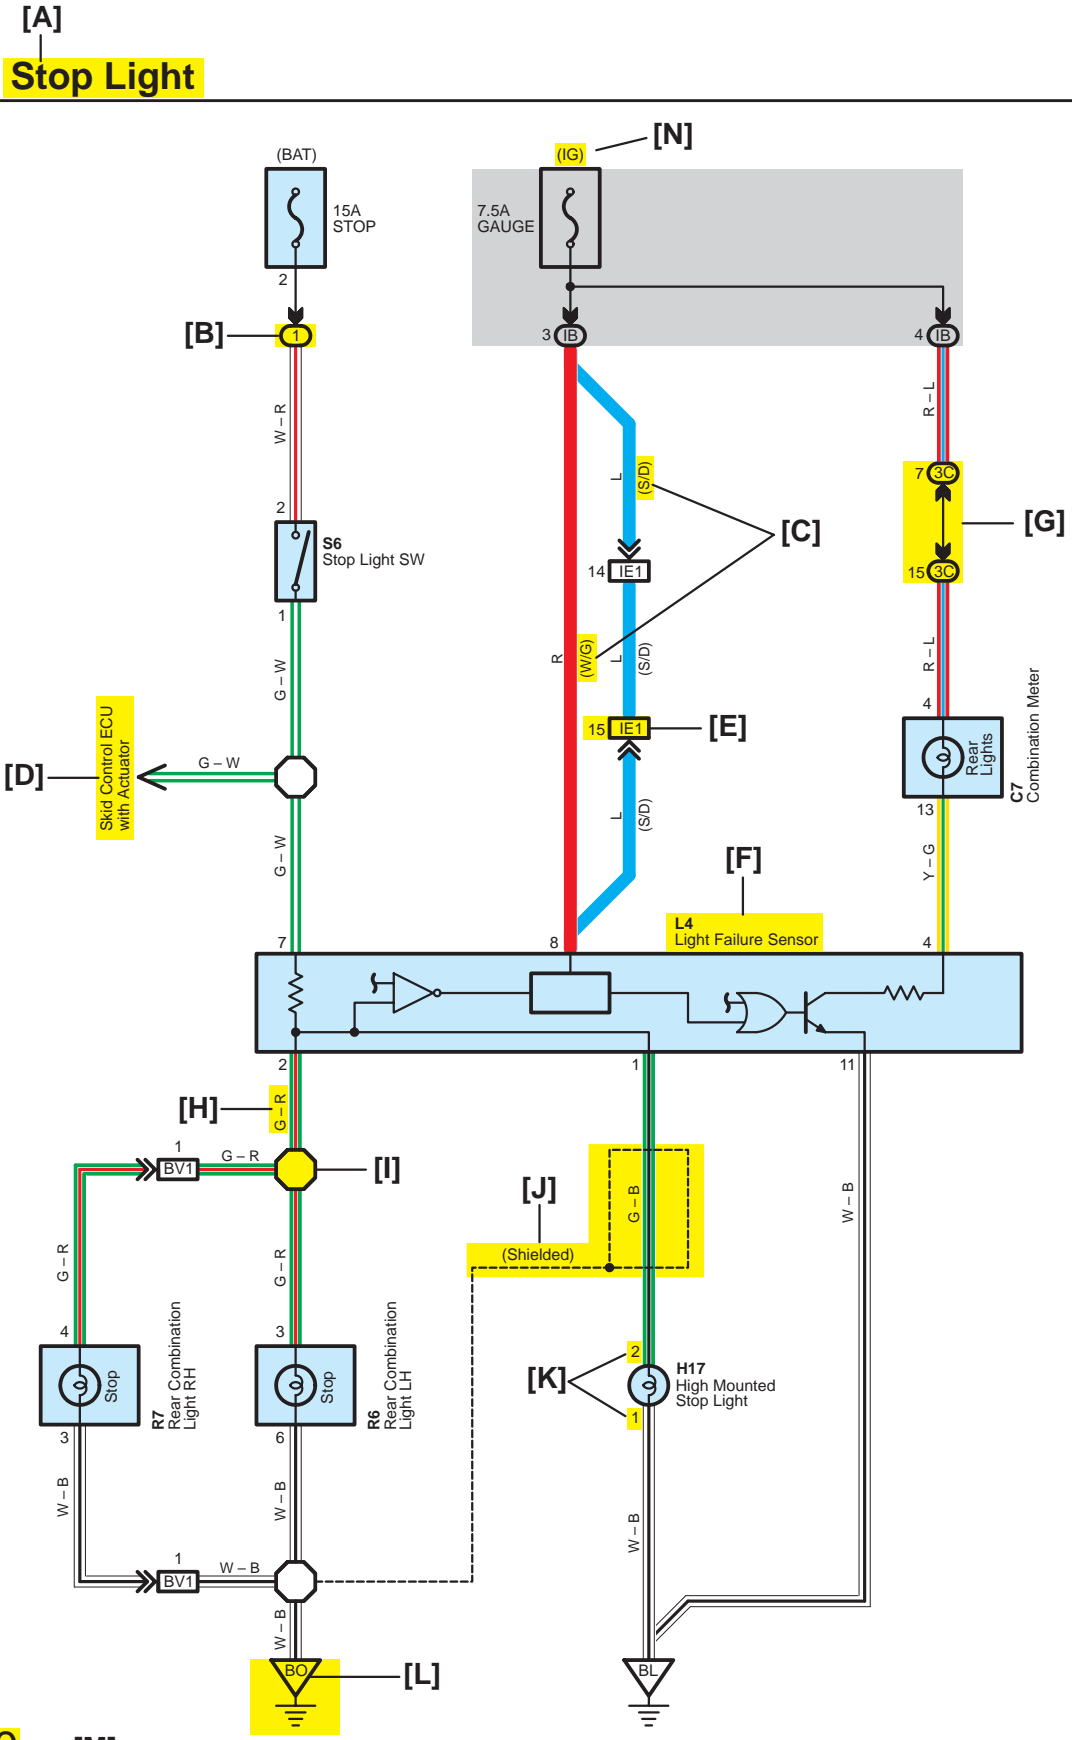 [A]
Stop Light
[N]
(BAT)
(IG)
15A
STOP
7.5A
GAUGE
2
[B]
1
3 IB
4 IB
W – R
R – L
L
(S/D)
7 3C
[C]
[G]
2
S6
Stop Light SW
14 IE1
15 3C
1
G – W
R
(W/G)
L
(S/D)
R – L
4
Rear
Lights
C7
Combination Meter
[D]
Skid Control ECU
with Actuator
G – W
15 IE1
[E]
13
G – W
L
(S/D)
Y – G
[F]
L4
Light Failure Sensor
7
8
4
2
1
11
[H]
G – R
1
BV1
G – R
[I]
[J]
(Shielded)
G – B
W – B
G – R
G – R
4
3
2
Stop
R7
Rear Combination
Light RH
Stop
R6
Rear Combination
Light LH
[K]
H17
High Mounted
Stop Light
1
3
6
W – B
W – B
W – B
1
BV1
W – B
W – B
BO
[L]
BL